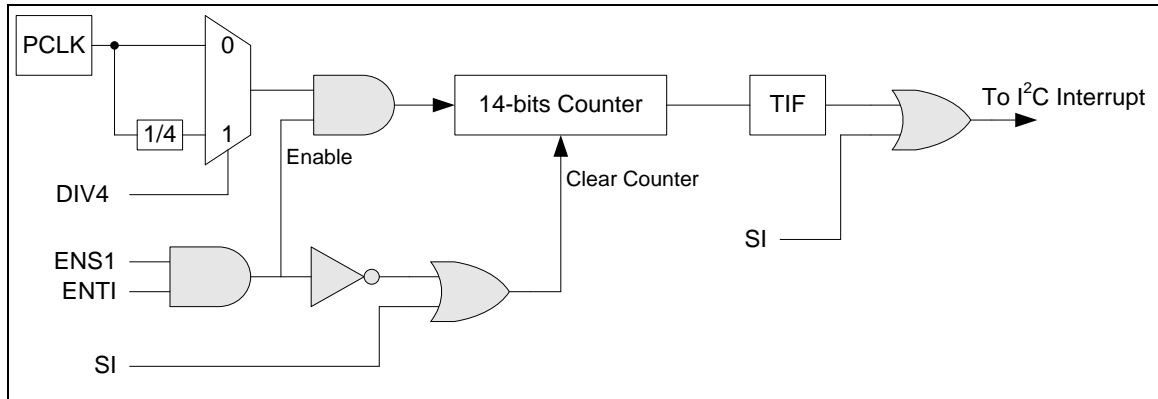 PCLK
0
1/4
1
DIV4
Enable
14-bits Counter
TIF
To I²C Interrupt
Clear Counter
SI
ENS1
ENTI
SI